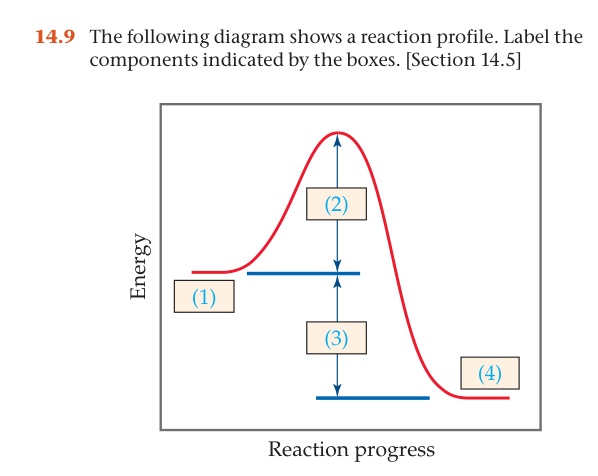 14.9 The following diagram shows a reaction profile. Label the
components indicated by the boxes. [Section 14.5]
(2)
Energy
(1)
(3)
(4)
Reaction progress